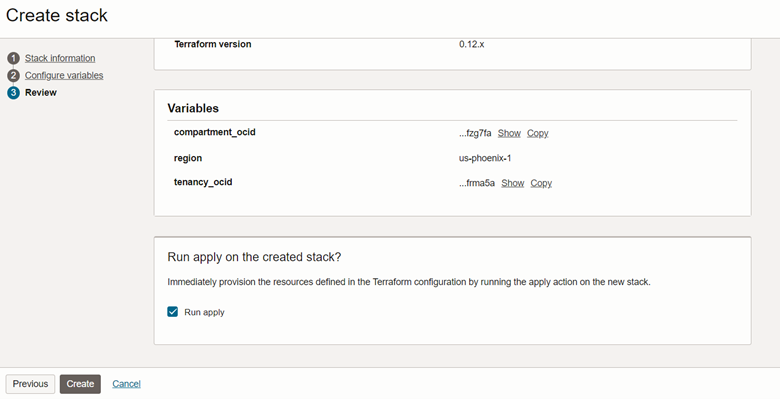 Create stack
1 Stack information
2 Configure variables
3 Review
Terraform version 0.12.x
Variables
compartment_ocid ...fzg7fa Show Copy
region us-phoenix-1
tenancy_ocid ...frma5a Show Copy
Run apply on the created stack?
Immediately provision the resources defined in the Terraform configuration by running the apply action on the new stack.
Run apply
Previous Create Cancel